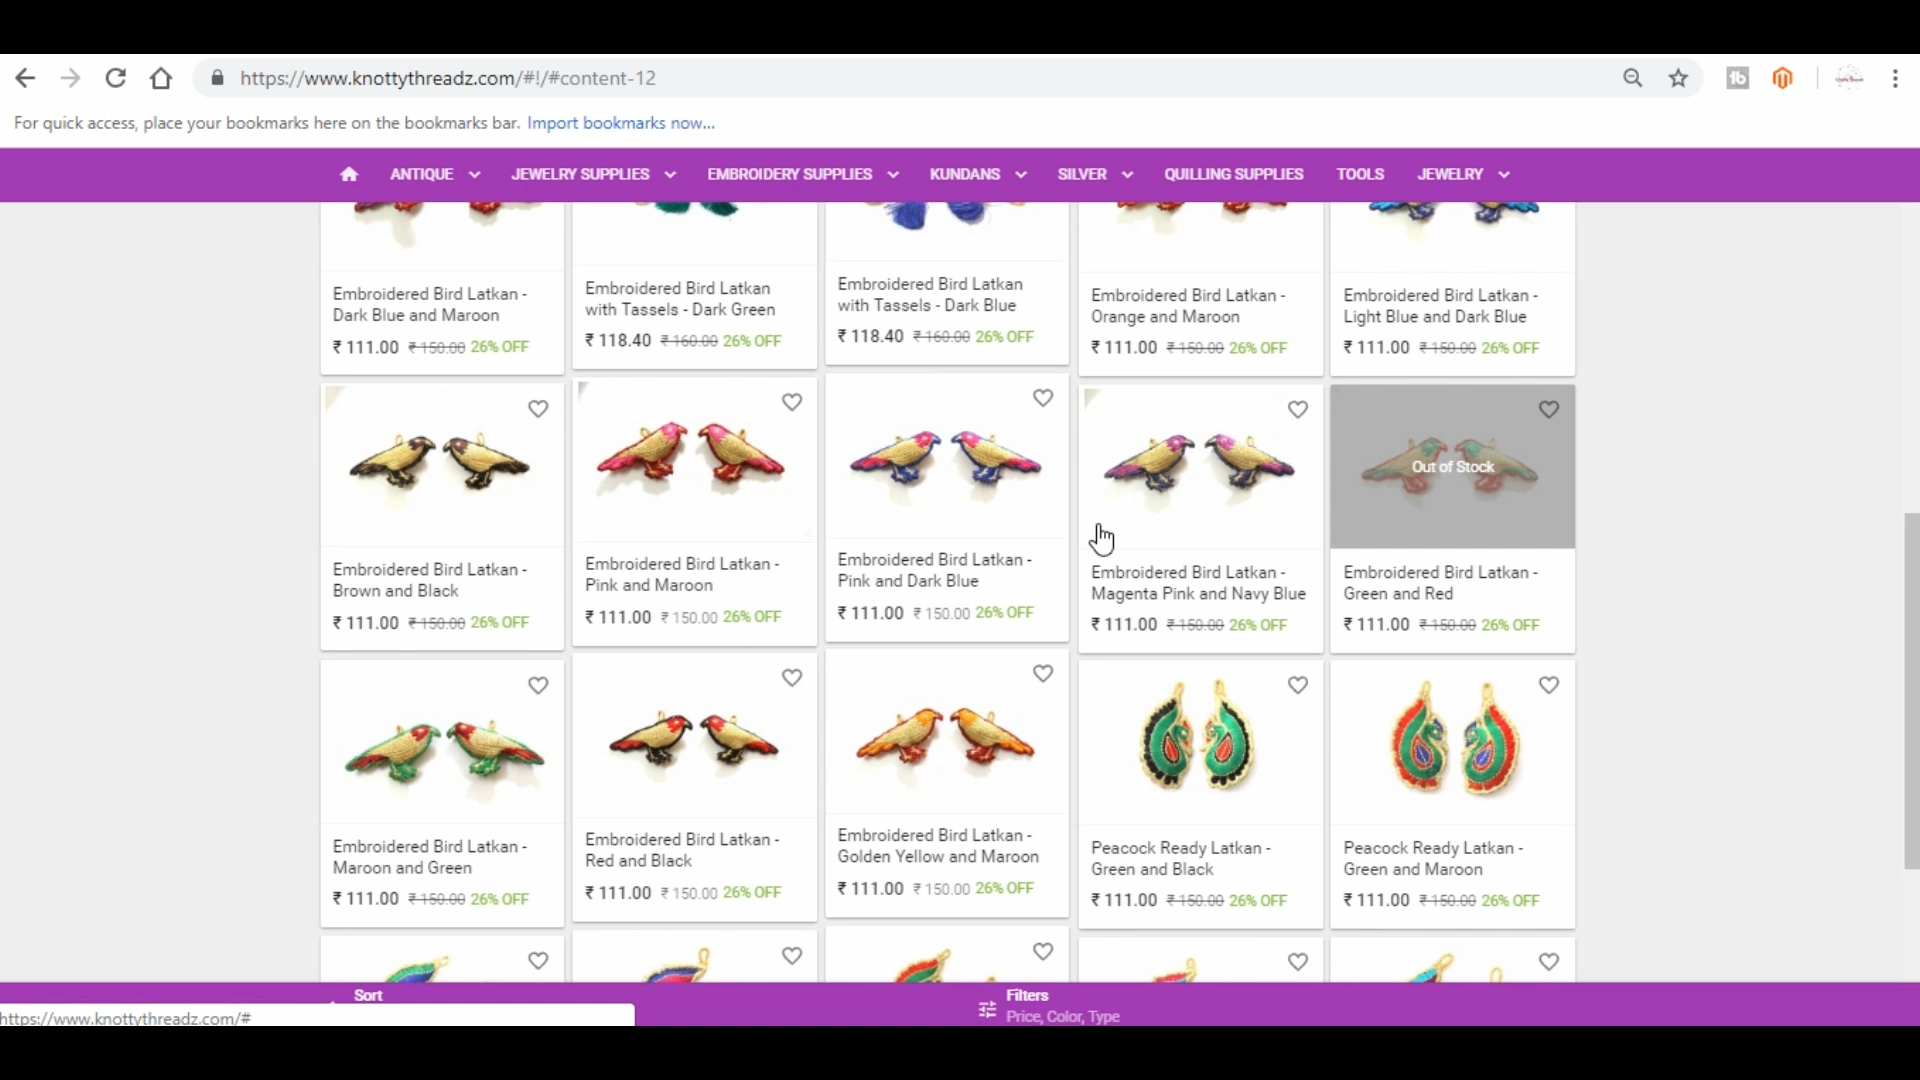 https://www.knottythreadz.com/#!/#content-12
For quick access, place your bookmarks here on the bookmarks bar. Import bookmarks now...
ANTIQUE JEWELRY SUPPLIES EMBROIDERY SUPPLIES KUNDANS SILVER QUILLING SUPPLIES TOOLS JEWELRY
Embroidered Bird Latkan -
Dark Blue and Maroon
₹ 111.00 ₹ 150.00 26% OFF
Embroidered Bird Latkan
with Tassels - Dark Green
₹ 118.40 ₹ 160.00 26% OFF
Embroidered Bird Latkan
with Tassels - Dark Blue
₹ 118.40 ₹ 160.00 26% OFF
Embroidered Bird Latkan -
Orange and Maroon
₹ 111.00 ₹ 150.00 26% OFF
Embroidered Bird Latkan -
Light Blue and Dark Blue
₹ 111.00 ₹ 150.00 26% OFF
Embroidered Bird Latkan -
Brown and Black
₹ 111.00 ₹ 150.00 26% OFF
Embroidered Bird Latkan -
Pink and Maroon
₹ 111.00 ₹ 150.00 26% OFF
Embroidered Bird Latkan -
Pink and Dark Blue
₹ 111.00 ₹ 150.00 26% OFF
Embroidered Bird Latkan -
Magenta Pink and Navy Blue
₹ 111.00 ₹ 150.00 26% OFF
Out of Stock
Embroidered Bird Latkan -
Green and Red
₹ 111.00 ₹ 150.00 26% OFF
Embroidered Bird Latkan -
Maroon and Green
₹ 111.00 ₹ 150.00 26% OFF
Embroidered Bird Latkan -
Red and Black
₹ 111.00 ₹ 150.00 26% OFF
Embroidered Bird Latkan -
Golden Yellow and Maroon
₹ 111.00 ₹ 150.00 26% OFF
Peacock Ready Latkan -
Green and Black
₹ 111.00 ₹ 150.00 26% OFF
Peacock Ready Latkan -
Green and Maroon
₹ 111.00 ₹ 150.00 26% OFF
Sort
Filters
Price, Color, Type
https://www.knottythreadz.com/#